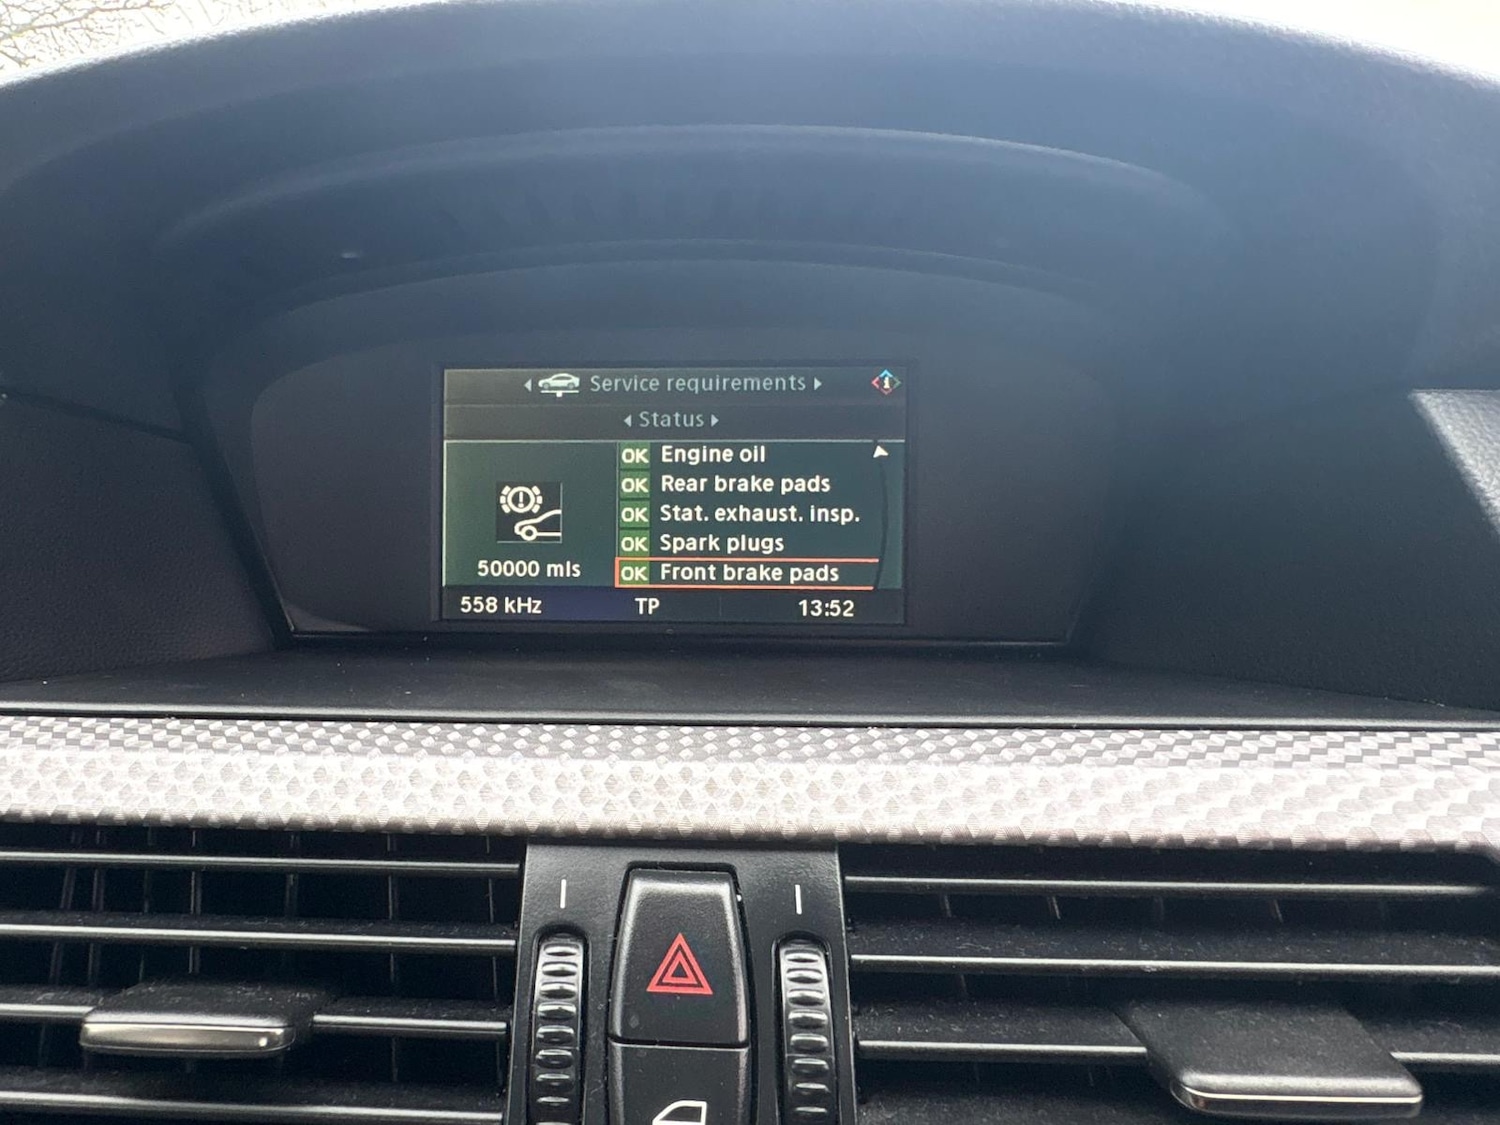 Service requirements
Status
OK Engine oil
OK Rear brake pads
OK Stat. exhaust. insp.
OK Spark plugs
50000 mls
OK Front brake pads
558 kHz TP 13:52